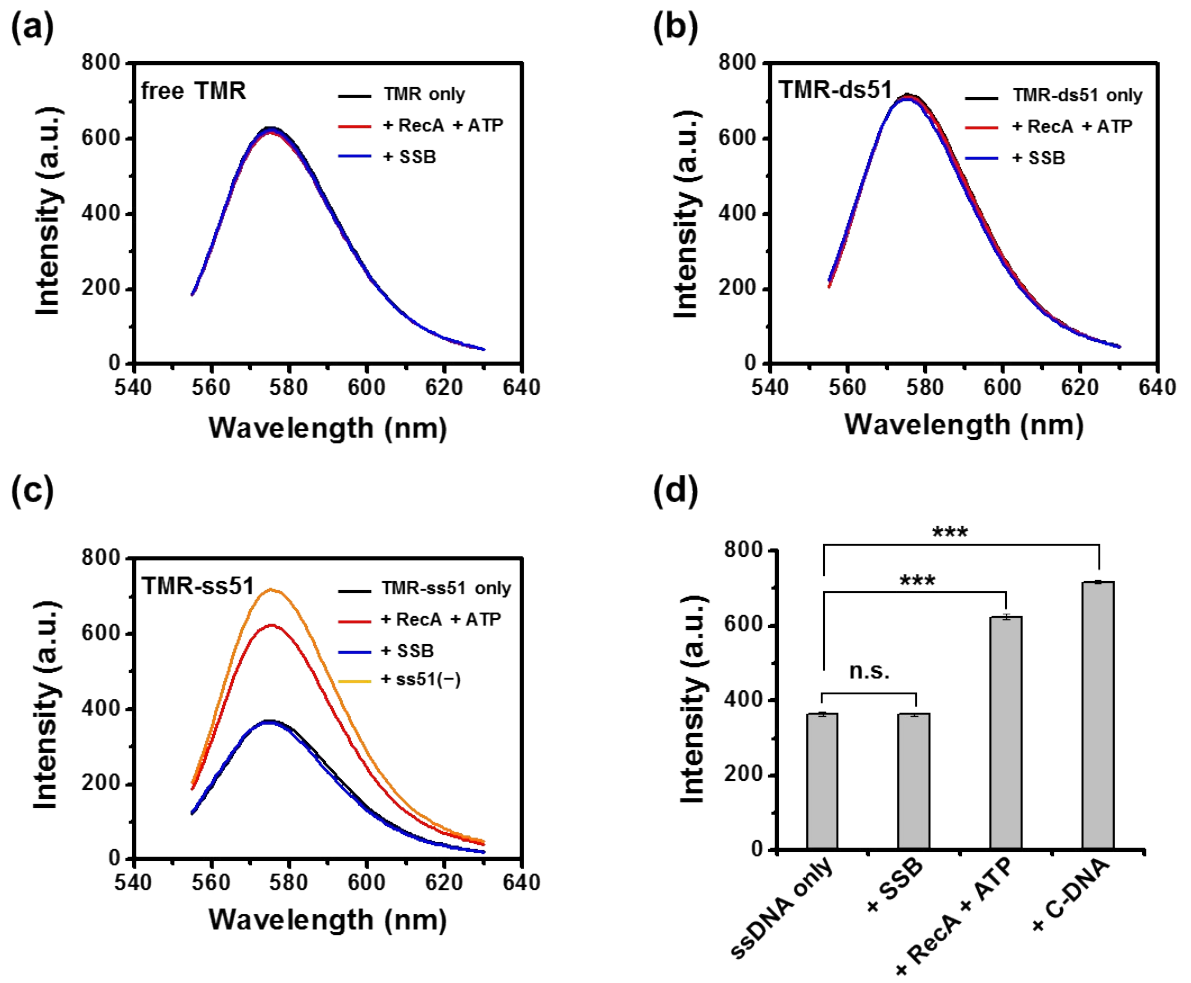 (a)
free TMR
TMR only
+ RecA + ATP
+ SSB
800
600
400
200
0
540 560 580 600 620 640
Intensity (a.u.)
Wavelength (nm)
(b)
TMR-ds51
TMR-ds51 only
+ RecA + ATP
+ SSB
800
600
400
200
0
540 560 580 600 620 640
Intensity (a.u.)
Wavelength (nm)
(c)
TMR-ss51
TMR-ss51 only
+ RecA + ATP
+ SSB
+ ss51(−)
800
600
400
200
0
540 560 580 600 620 640
Intensity (a.u.)
Wavelength (nm)
(d)
***
***
n.s.
800
600
400
200
0
Intensity (a.u.)
ssDNA only
+ SSB
+ RecA + ATP
+ C-DNA